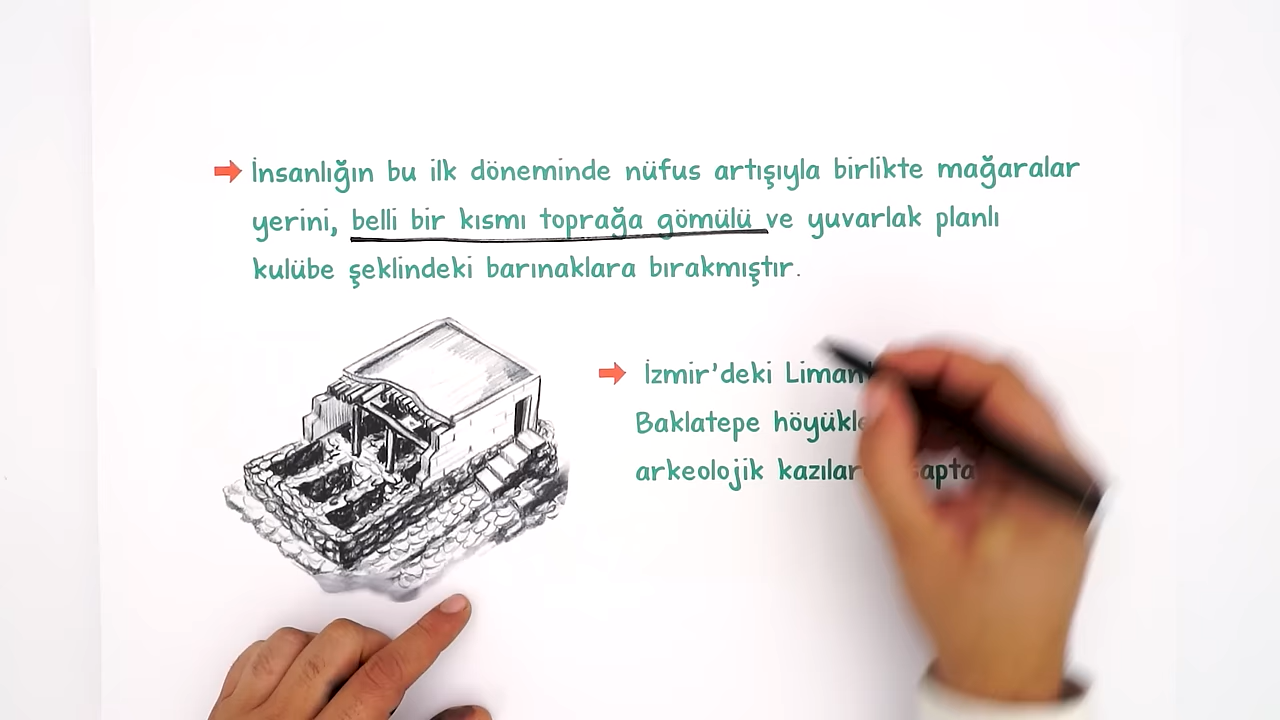 İnsanlığın bu ilk döneminde nüfus artışıyla birlikte mağaralar
yerini, belli bir kısmı toprağa gömülü ve yuvarlak planlı
kulübe şeklindeki barınaklara bırakmıştır.
İzmir'deki
Baklatepe
arkeolojik